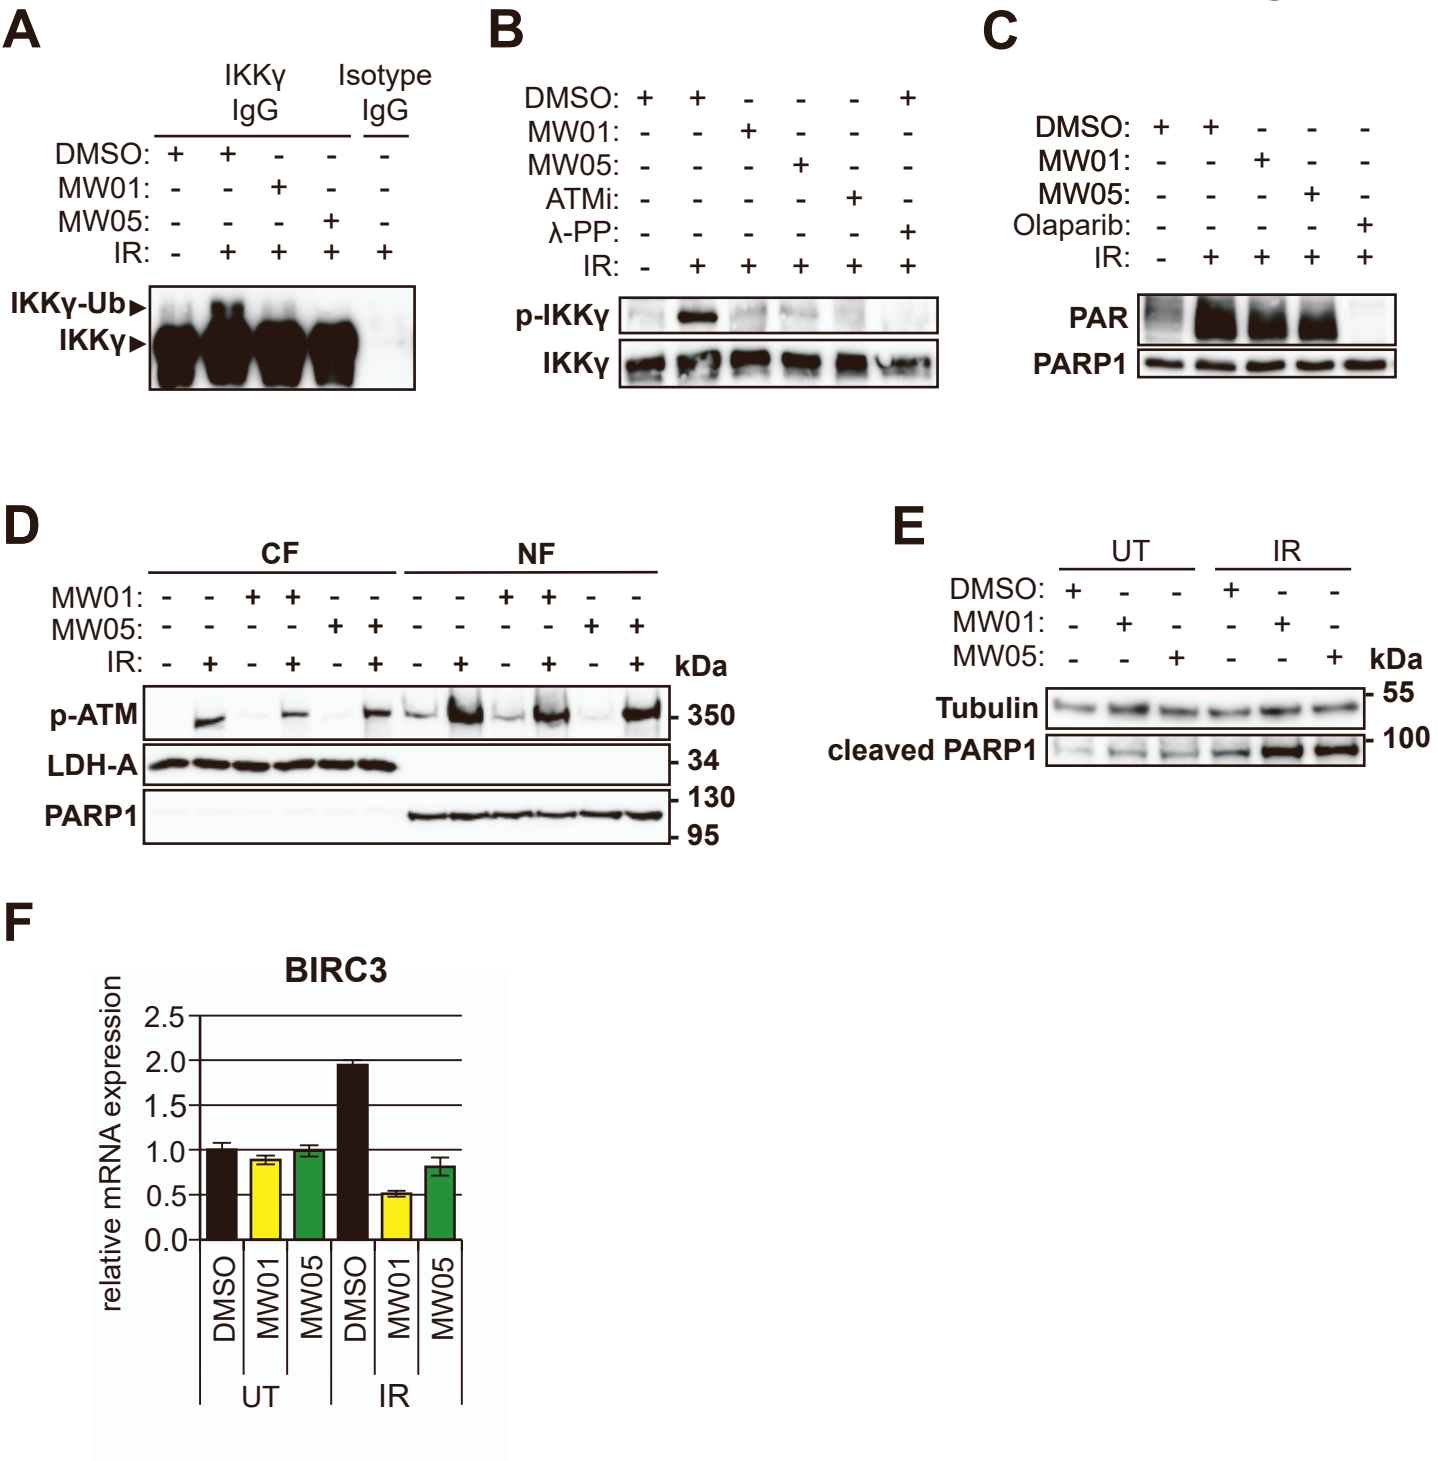 A
IKKγ Isotype
IgG IgG
DMSO: + + - - -
MW01: - - + - -
MW05: - - - + -
IR: - + + + +
IKKγ-Ub
IKKγ
B
DMSO: + + - - - +
MW01: - - + - - -
MW05: - - - + - -
ATMi: - - - - + -
λ-PP: - - - - - +
IR: - + + + + +
p-IKKγ
IKKγ
C
DMSO: + + - - -
MW01: - - + - -
MW05: - - - + -
Olaparib: - - - - +
IR: - + + + +
PAR
PARP1
D
CF NF
MW01: - - + + - - - - + + - -
MW05: - - - - + + - - - - + +
IR: - + - + - + - + - + - +
kDa
p-ATM - 350
LDH-A - 34
PARP1 - 130
- 95
E
UT IR
DMSO: + - - + - -
MW01: - + - - + -
MW05: - - + - - +
kDa
Tubulin - 55
cleaved PARP1 - 100
F
BIRC3
relative mRNA expression
2.5
2.0
1.5
1.0
0.5
0.0
DMSO MW01 MW05 DMSO MW01 MW05
UT IR